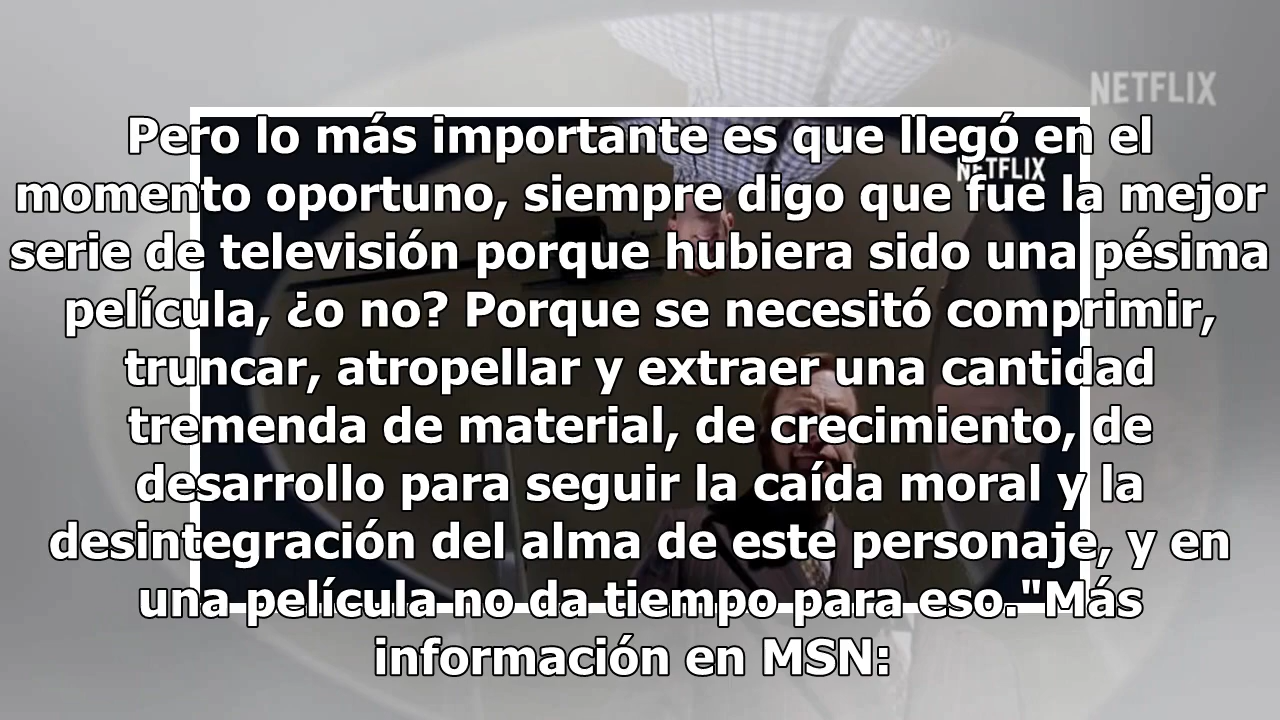 NETFLIX
Pero lo más importante es que llegó en el
NETFLIX
momento oportuno, siempre digo que fue la mejor
serie de televisión porque hubiera sido una pésima
película, ¿o no? Porque se necesitó comprimir,
truncar, atropellar y extraer una cantidad
tremenda de material, de crecimiento, de
desarrollo para seguir la caída moral y la
desintegración del alma de este personaje, y en
una película no da tiempo para eso."Más
información en MSN: